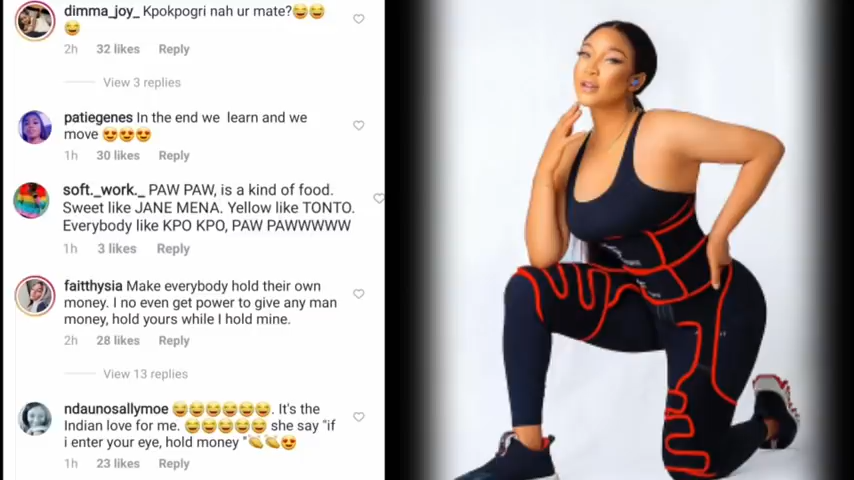 dimma_joy_ Kpokpogri nah ur mate?😂😂
😂
2h 32 likes Reply
View 3 replies
patiegenes In the end we learn and we
move 😍😍😍
1h 30 likes Reply
soft._work._ PAW PAW, is a kind of food.
Sweet like JANE MENA. Yellow like TONTO.
Everybody like KPO KPO, PAW PAWWWWW
1h 3 likes Reply
faitthysia Make everybody hold their own
money. I no even get power to give any man
money, hold yours while I hold mine.
2h 28 likes Reply
View 13 replies
ndaunosallymoe 😂😂😂😂😂😂. It's the
Indian love for me. 😂😂😂😂😂 she say "if
i enter your eye, hold money "👏👏😍
1h 23 likes Reply